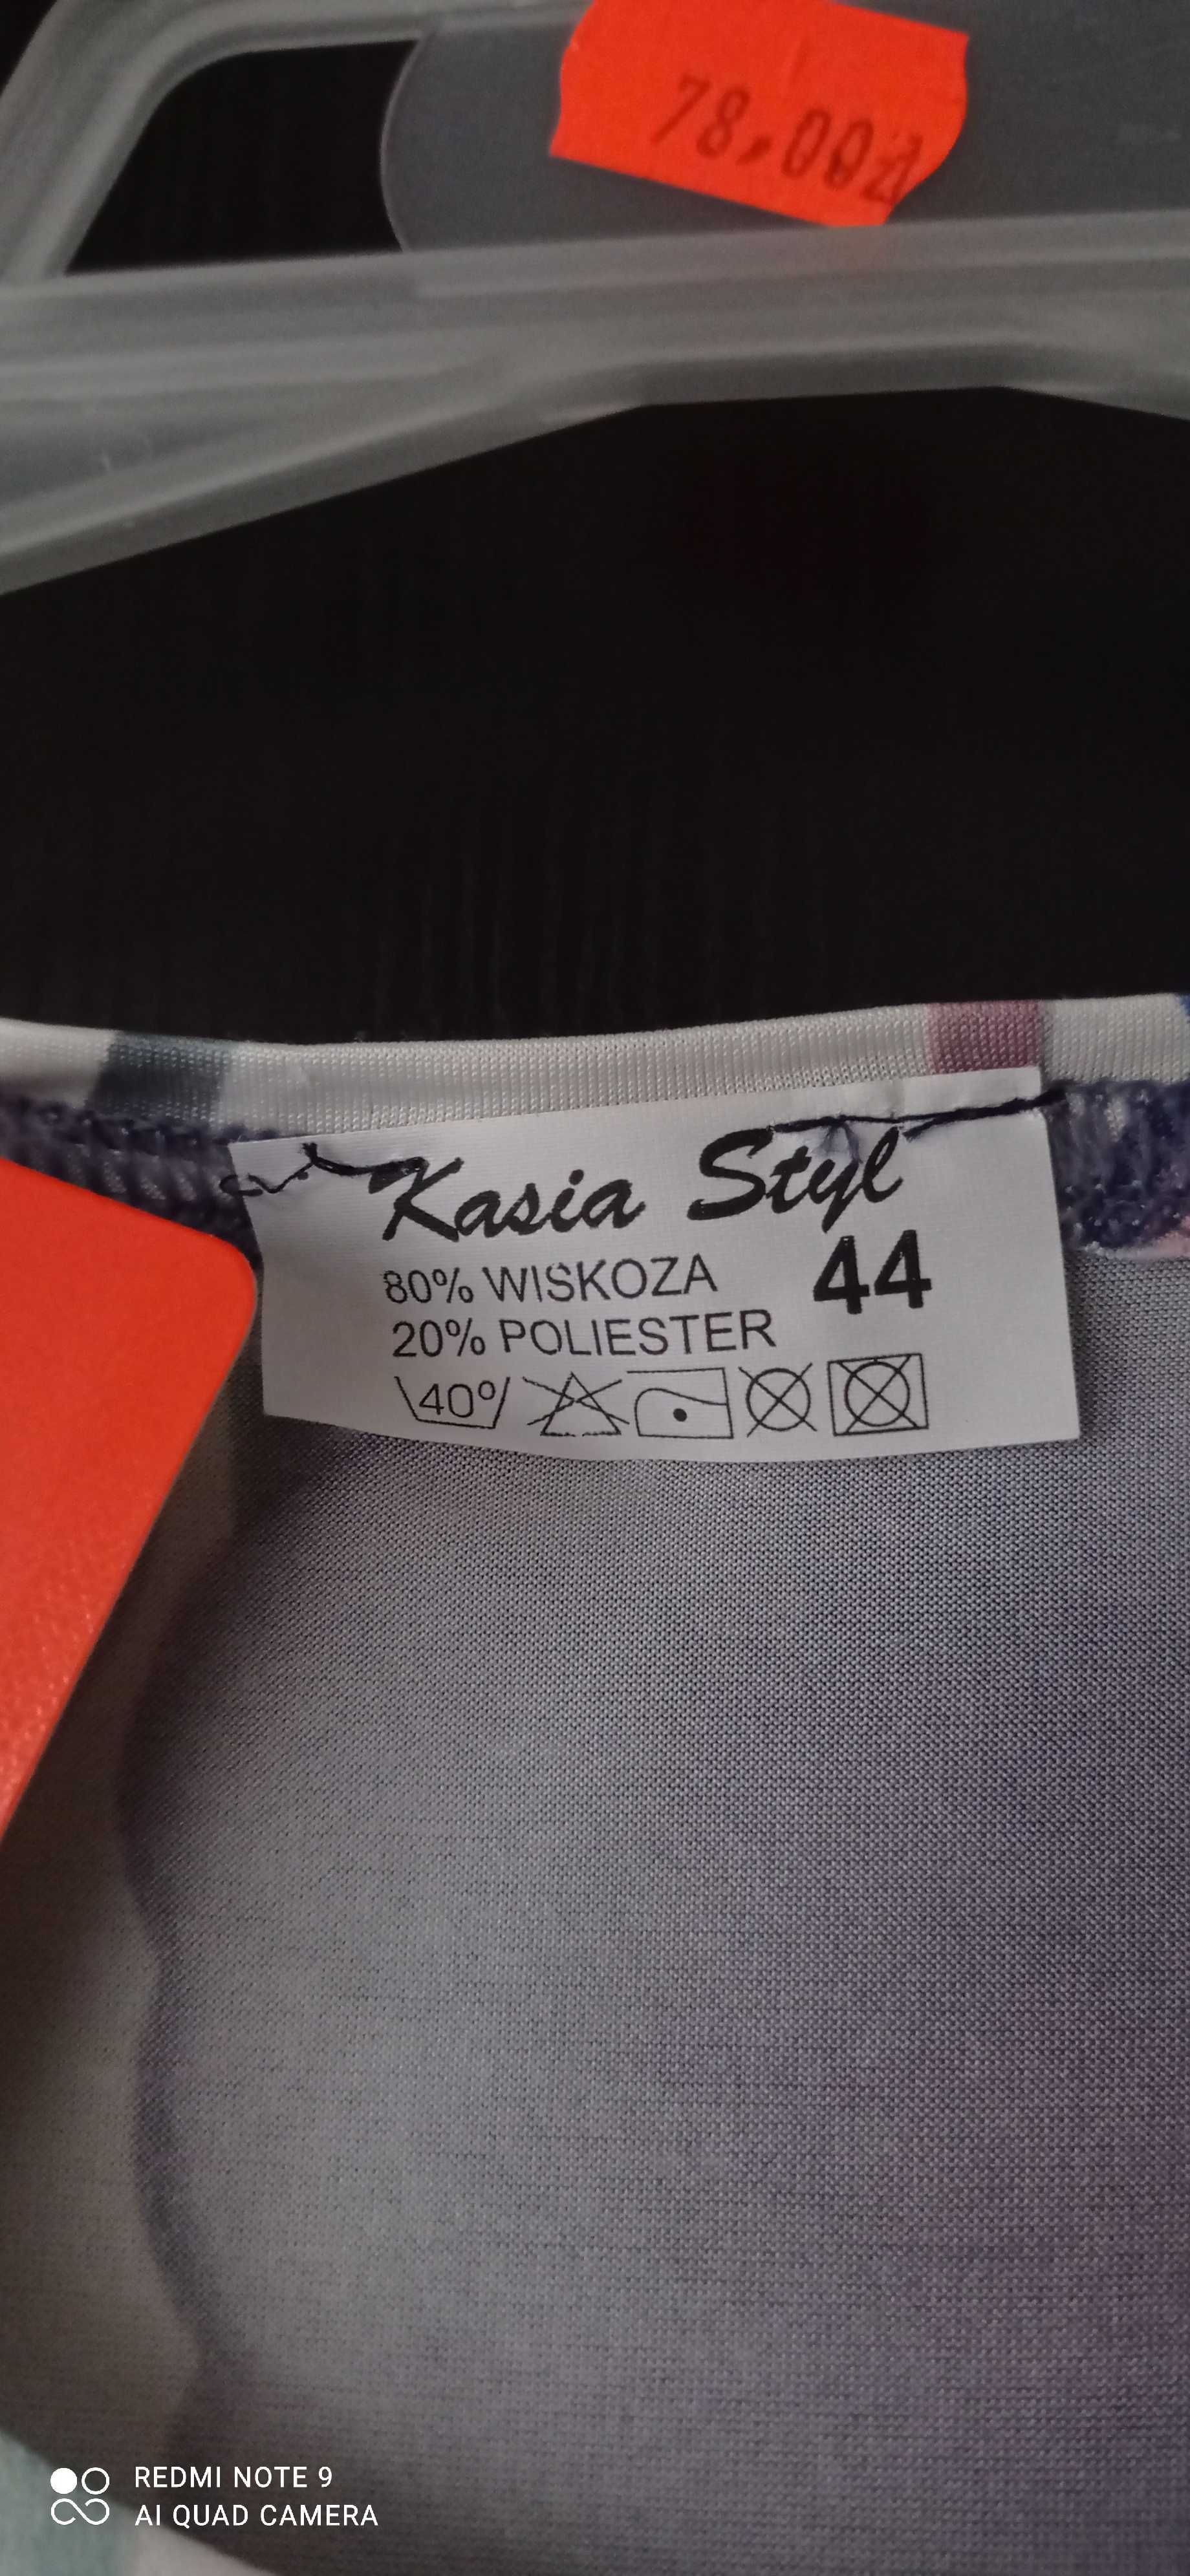 78,00zł
Kasia Styl
80% WISKOZA 44
20% POLIESTER
40°
REDMI NOTE 9
AI QUAD CAMERA